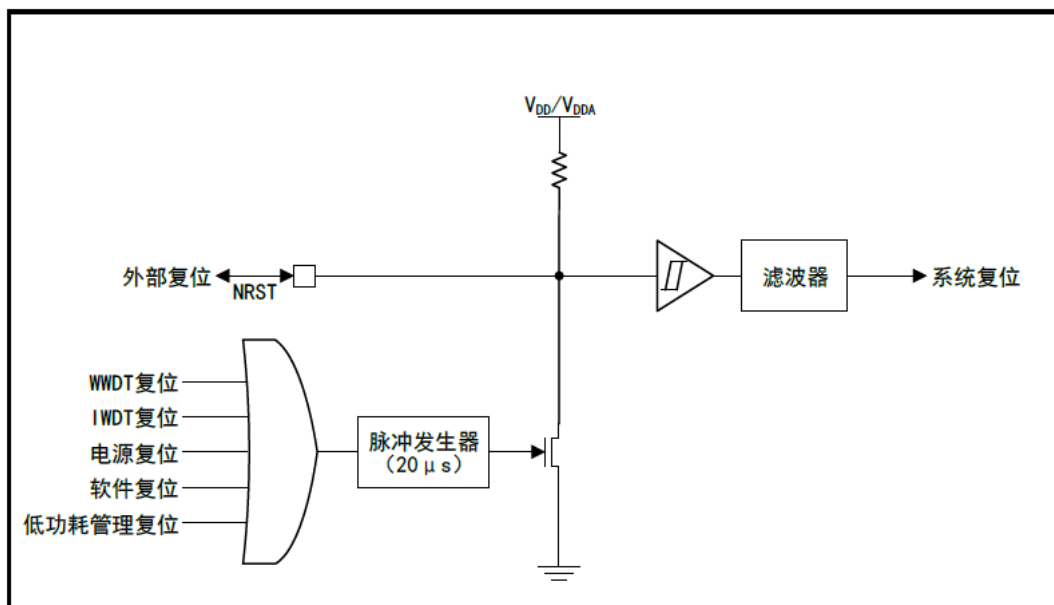 VDD/VDDA
外部复位
NRST
滤波器
系统复位
WWDT复位
IWDT复位
电源复位
软件复位
低功耗管理复位
脉冲发生器
（20μs）